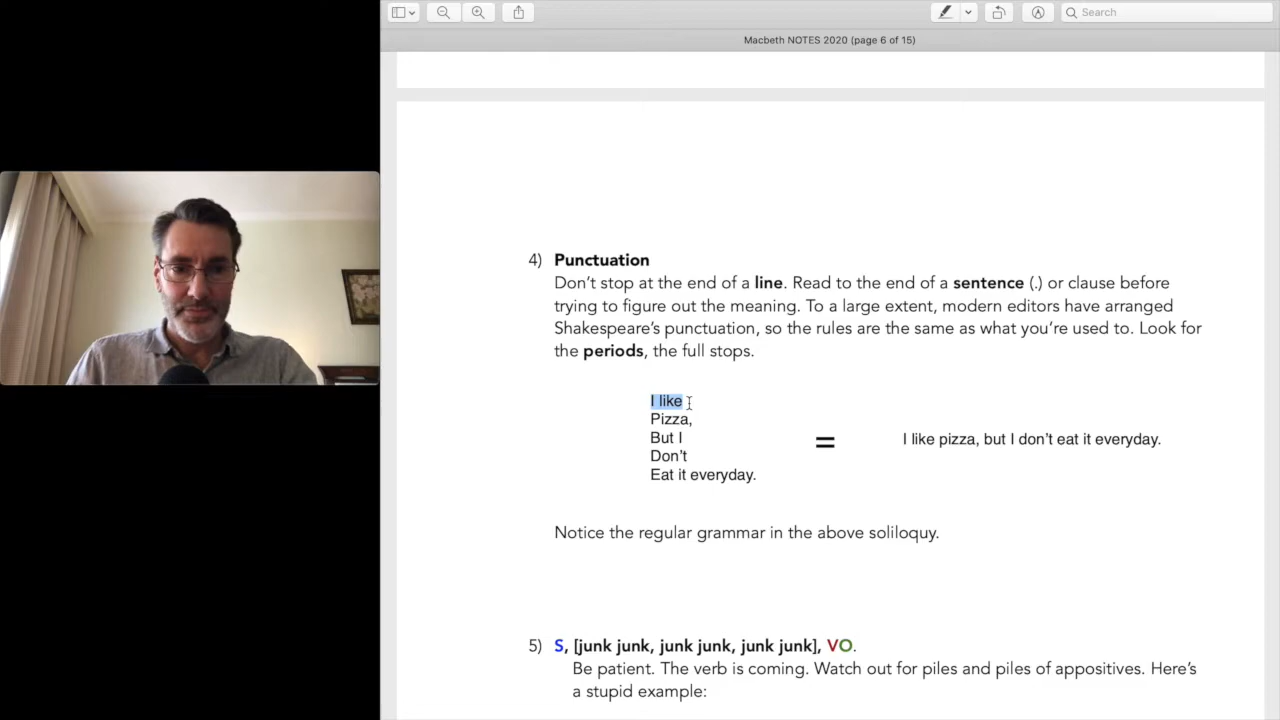 Search
Macbeth NOTES 2020 (page 6 of 15)
4) Punctuation
Don't stop at the end of a line. Read to the end of a sentence (.) or clause before
trying to figure out the meaning. To a large extent, modern editors have arranged
Shakespeare's punctuation, so the rules are the same as what you're used to. Look for
the periods, the full stops.
I like
Pizza,
But I
Don't
Eat it everyday.
=
I like pizza, but I don't eat it everyday.
Notice the regular grammar in the above soliloquy.
5) S, [junk junk, junk junk, junk junk], VO.
Be patient. The verb is coming. Watch out for piles and piles of appositives. Here's
a stupid example: